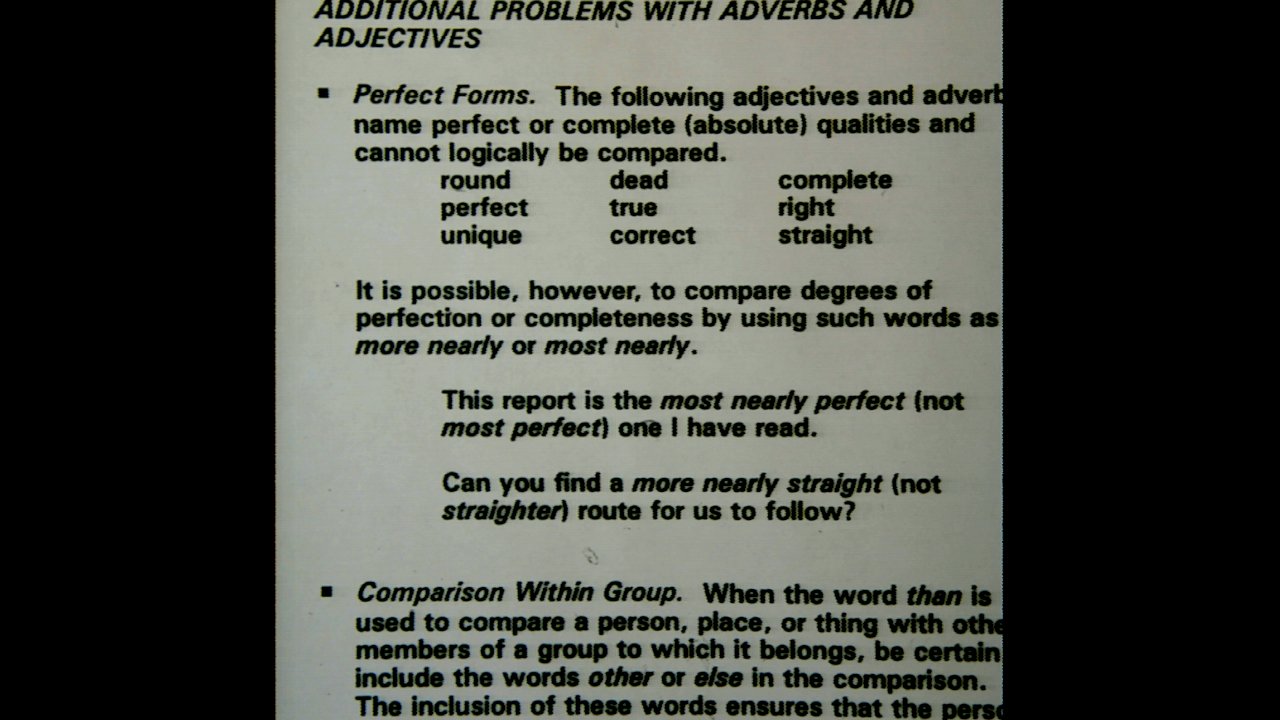 ADDITIONAL PROBLEMS WITH ADVERBS AND
ADJECTIVES
▪ Perfect Forms. The following adjectives and adverb
name perfect or complete (absolute) qualities and
cannot logically be compared.
round dead complete
perfect true right
unique correct straight
It is possible, however, to compare degrees of
perfection or completeness by using such words as
more nearly or most nearly.
This report is the most nearly perfect (not
most perfect) one I have read.
Can you find a more nearly straight (not
straighter) route for us to follow?
▪ Comparison Within Group. When the word than is
used to compare a person, place, or thing with othe
members of a group to which it belongs, be certain
include the words other or else in the comparison.
The inclusion of these words ensures that the perso